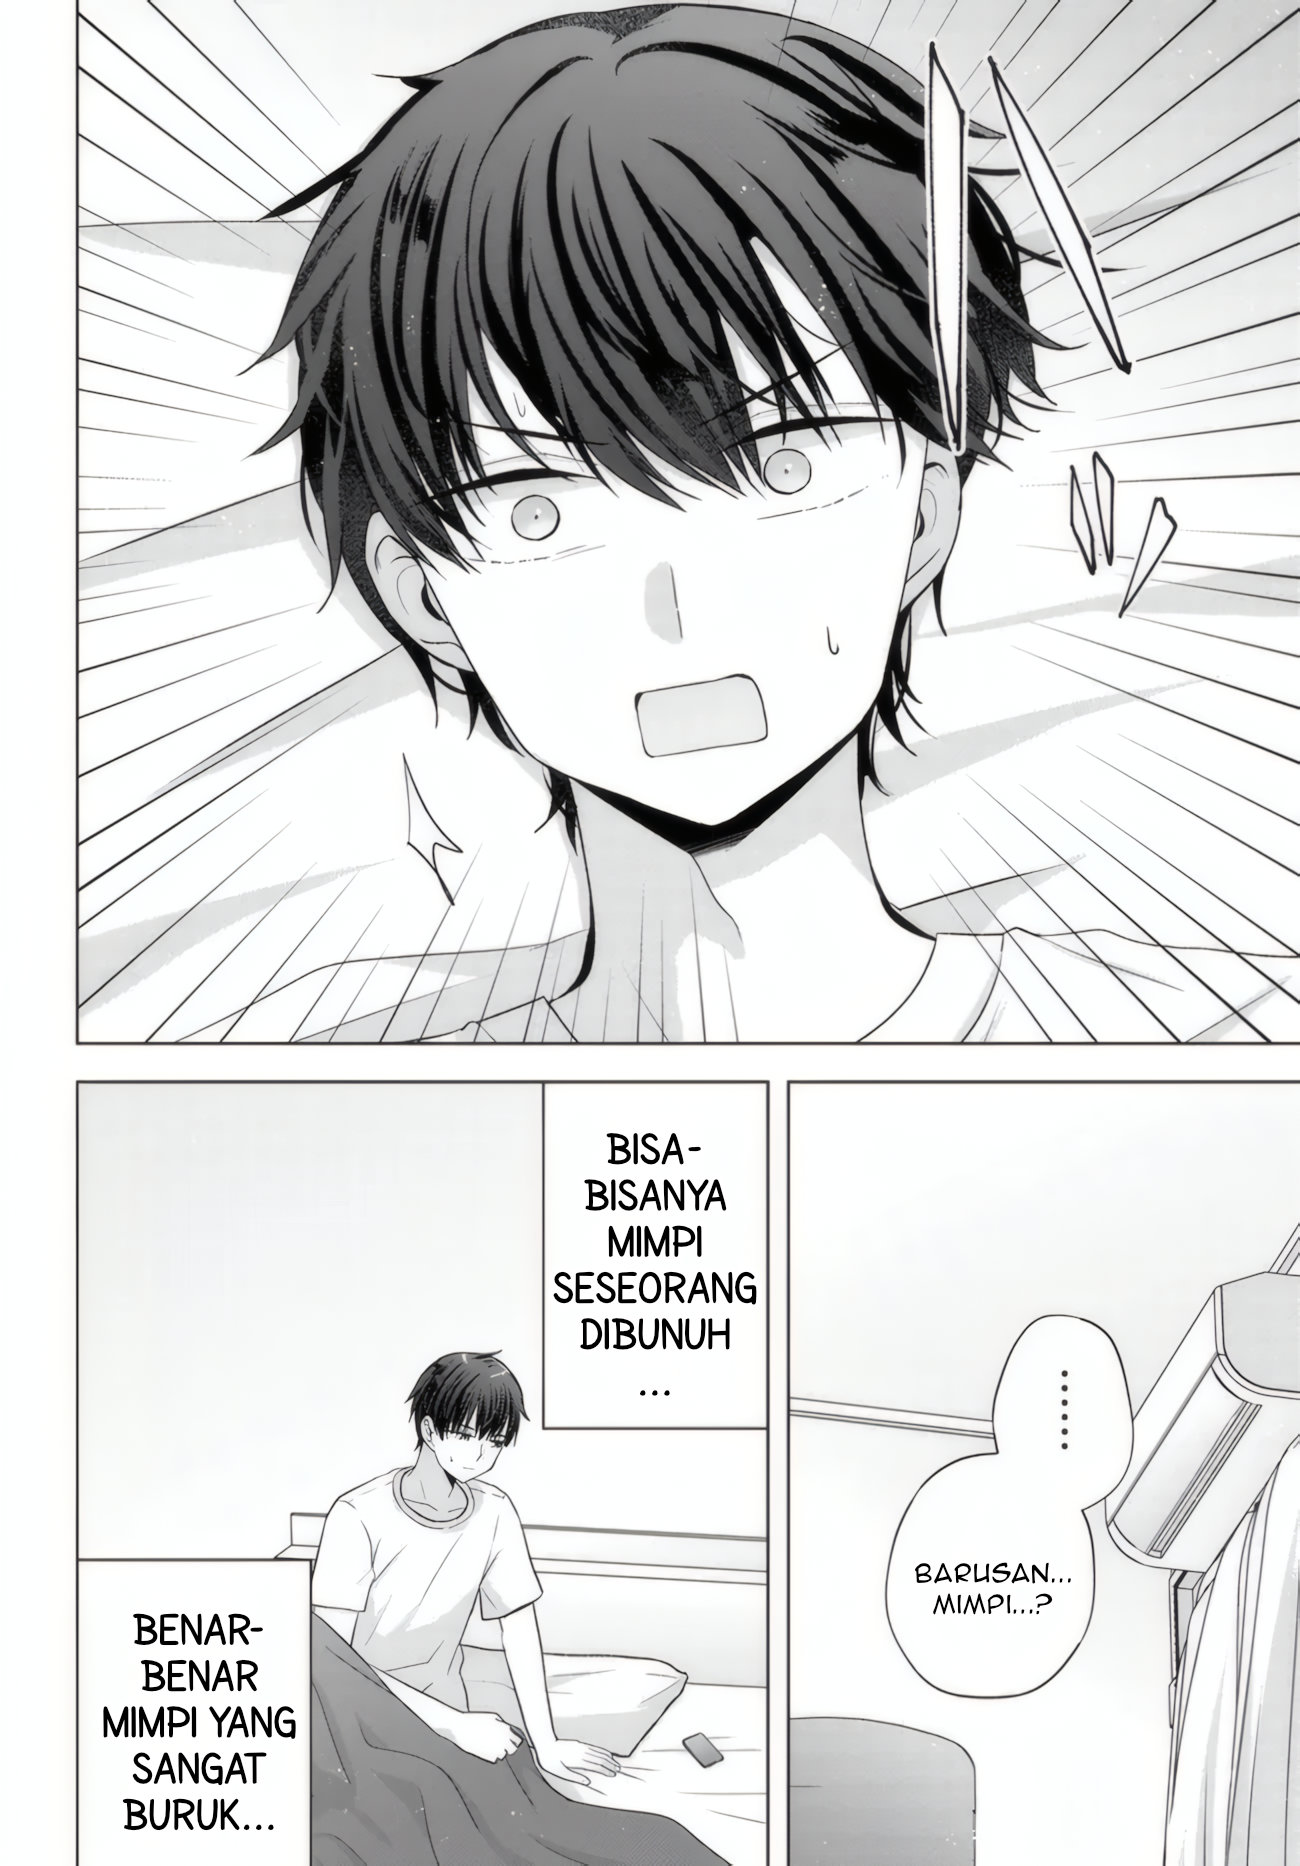 .......
BARUSAN...
MIMPI...?
BISA-
BISANYA
MIMPI
SESEORANG
DIBUNUH
...
BENAR-
BENAR
MIMPI YANG
SANGAT
BURUK...